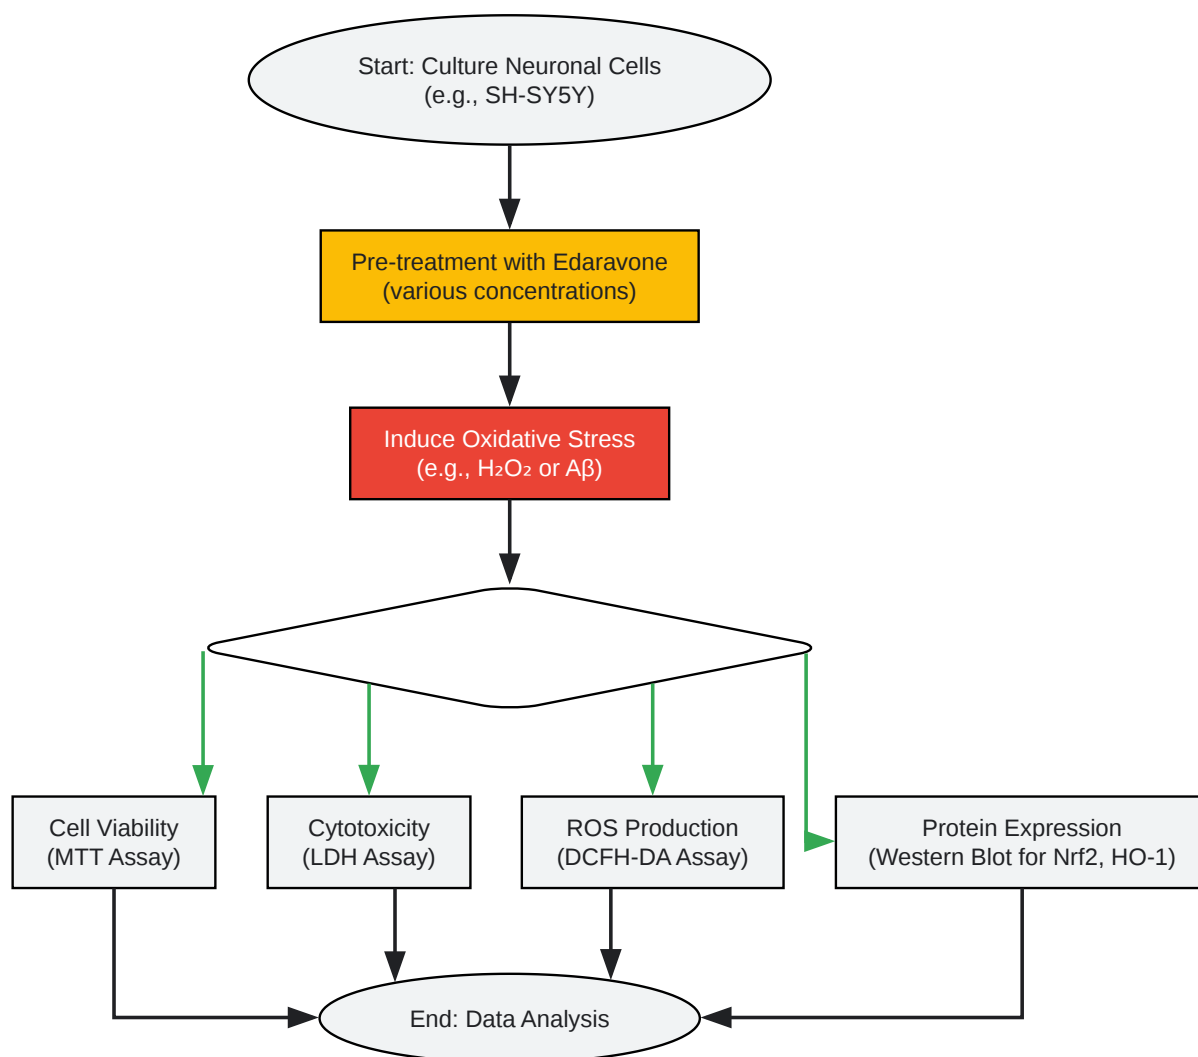 Start: Culture Neuronal Cells
(e.g., SH-SY5Y)
Pre-treatment with Edaravone
(various concentrations)
Induce Oxidative Stress
(e.g., H₂O₂ or Aβ)
Cell Viability
(MTT Assay)
Cytotoxicity
(LDH Assay)
ROS Production
(DCFH-DA Assay)
Protein Expression
(Western Blot for Nrf2, HO-1)
End: Data Analysis